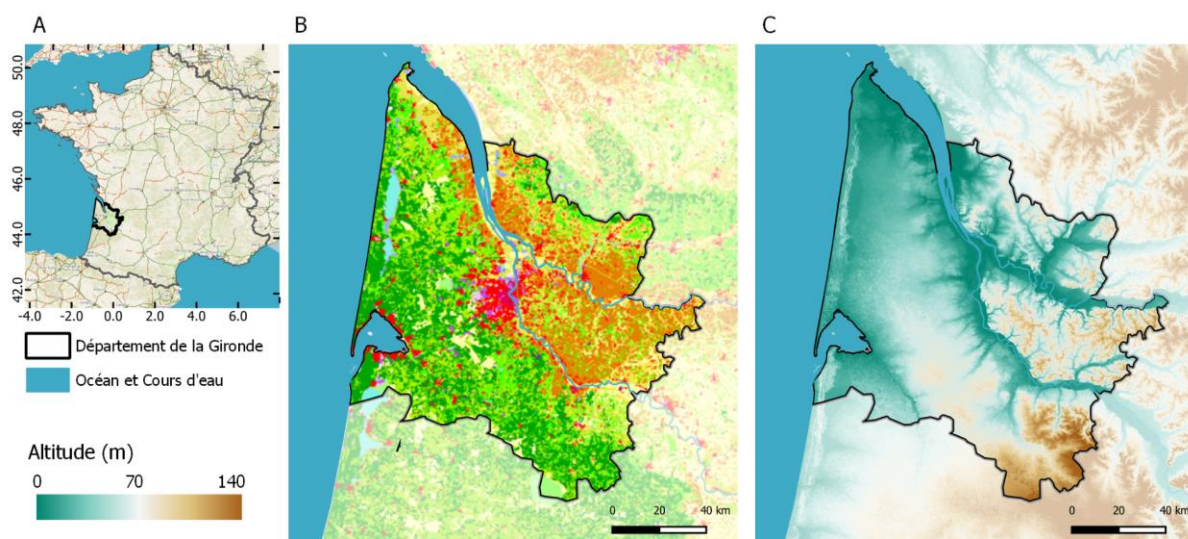 A
B
C
50.0
48.0
46.0
44.0
42.0
-4.0 -2.0 0.0 2.0 4.0 6.0
Département de la Gironde
Océan et Cours d'eau
Altitude (m)
0 70 140
0 20 40 km
0 20 40 km